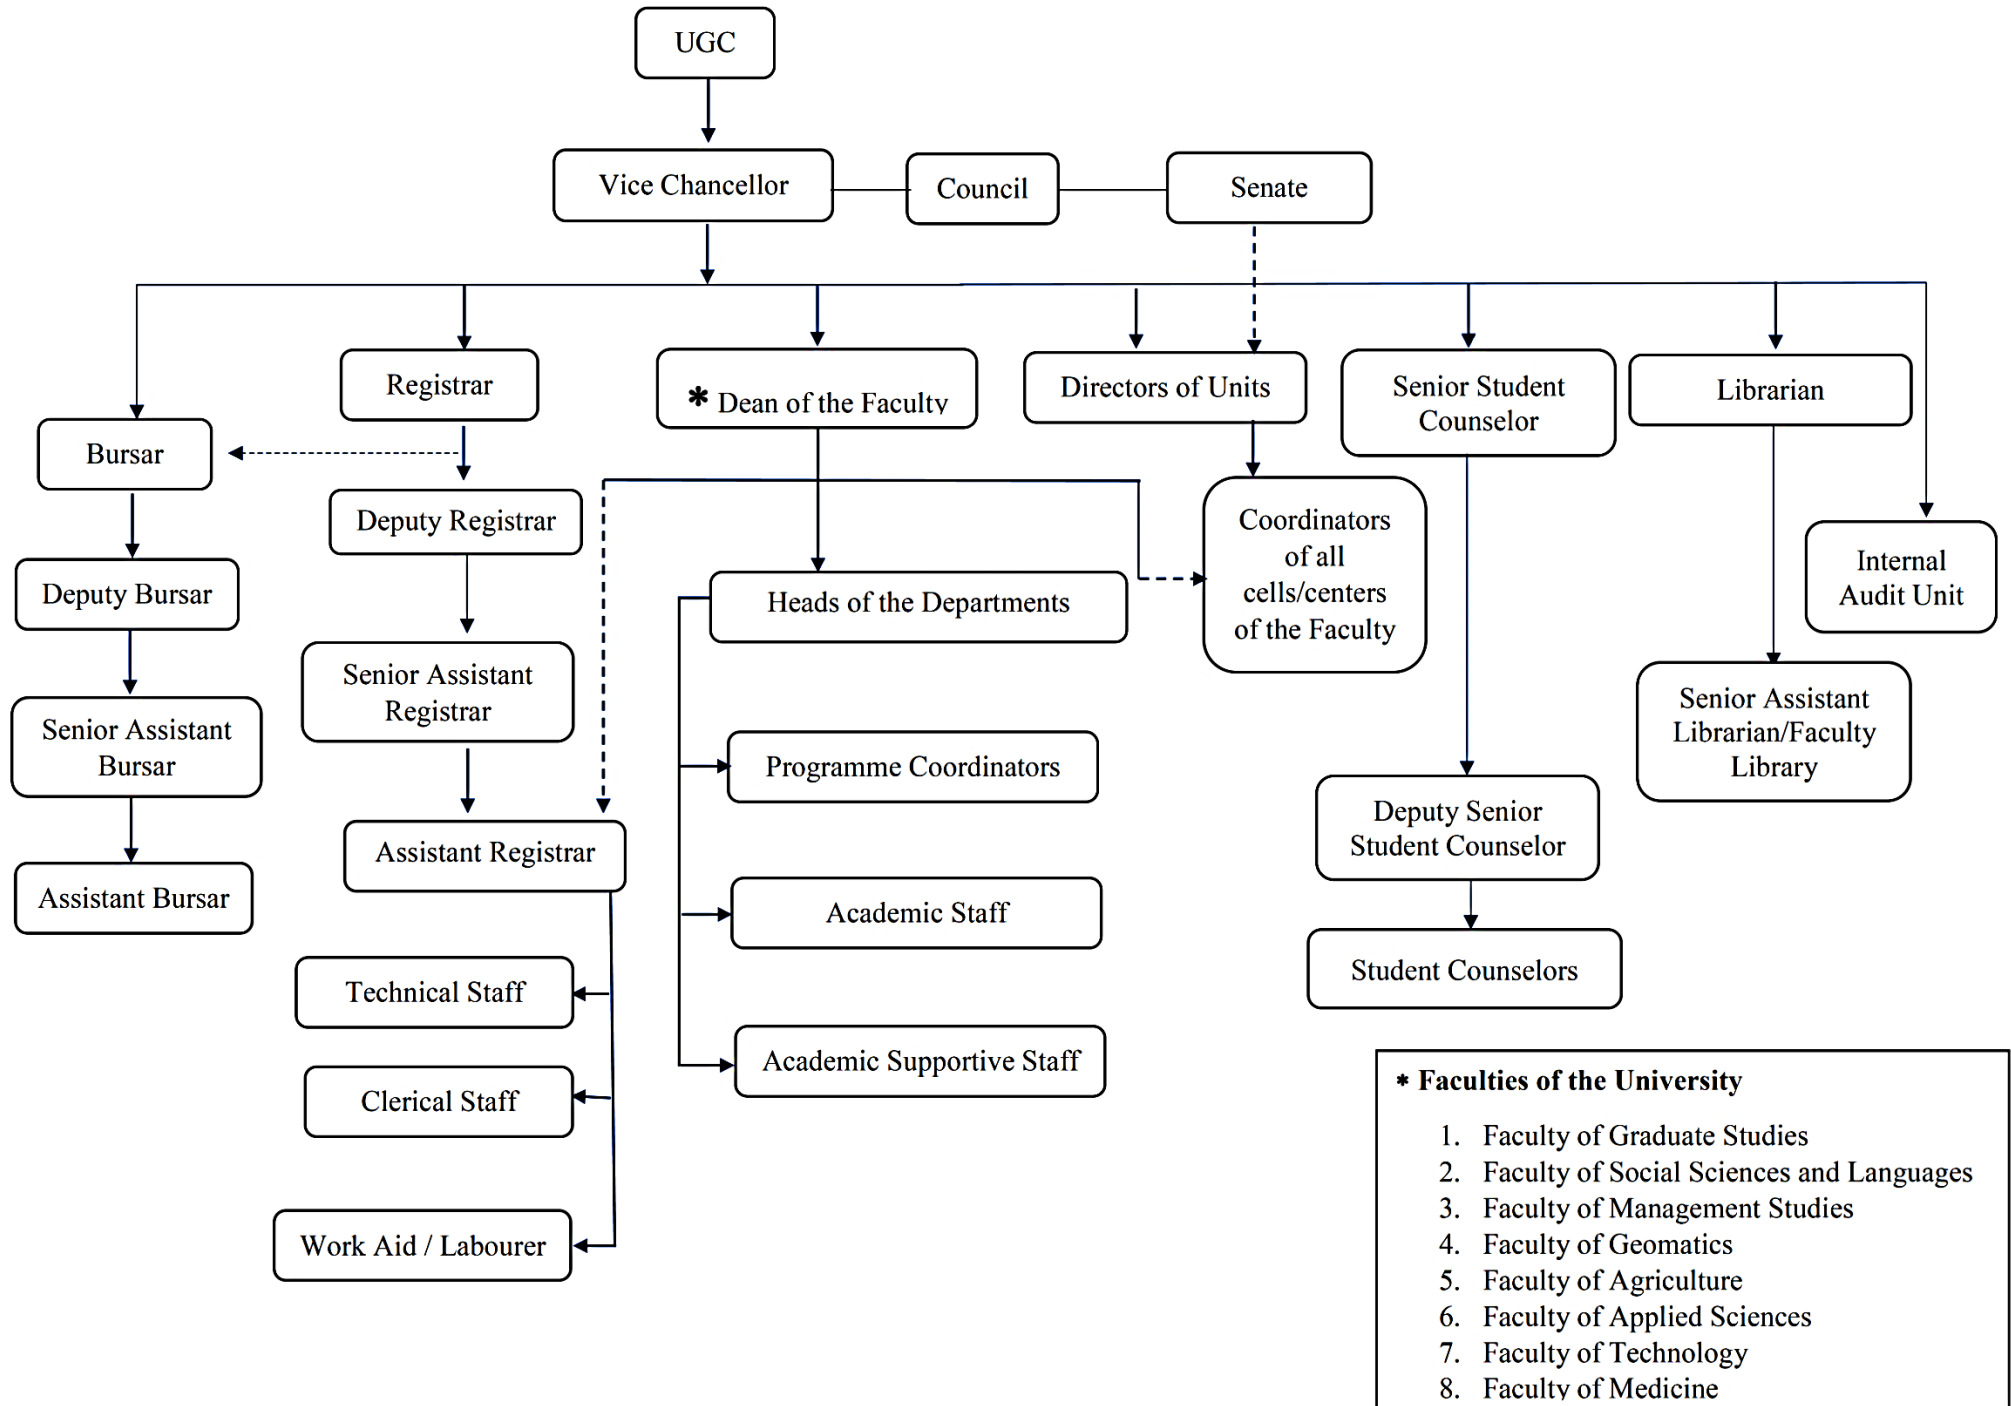 UGC
Vice Chancellor
Council
Senate
Registrar
* Dean of the Faculty
Directors of Units
Senior Student
Counselor
Librarian
Bursar
Deputy Registrar
Coordinators
of all
cells/centers
of the Faculty
Internal
Audit Unit
Deputy Bursar
Heads of the Departments
Senior Assistant
Registrar
Senior Assistant
Librarian/Faculty
Library
Senior Assistant
Bursar
Programme Coordinators
Deputy Senior
Student Counselor
Assistant Registrar
Assistant Bursar
Academic Staff
Student Counselors
Technical Staff
Academic Supportive Staff
Clerical Staff
Work Aid / Labourer
* Faculties of the University
1. Faculty of Graduate Studies
2. Faculty of Social Sciences and Languages
3. Faculty of Management Studies
4. Faculty of Geomatics
5. Faculty of Agriculture
6. Faculty of Applied Sciences
7. Faculty of Technology
8. Faculty of Medicine